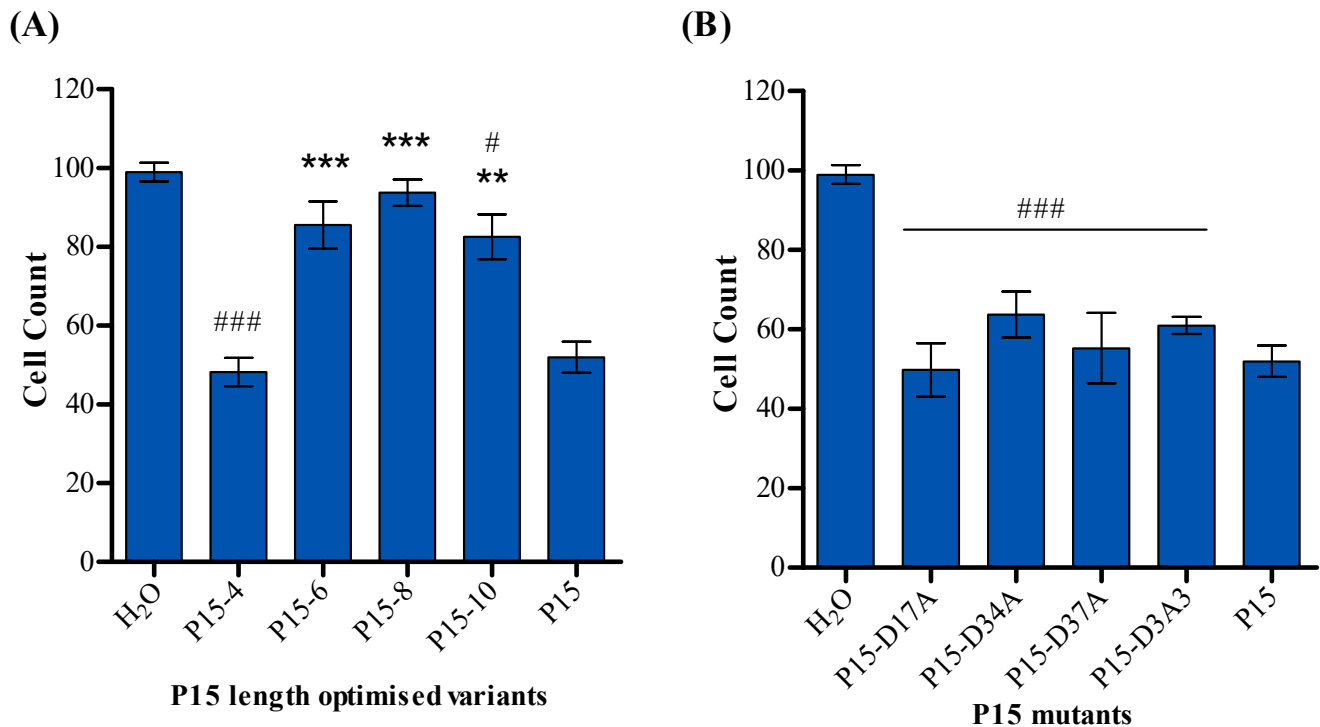 (A)
120
100
80
60
40
20
0
Cell Count
###
***
***
#
**
H₂O
P15-4
P15-6
P15-8
P15-10
P15
P15 length optimised variants
(B)
120
100
80
60
40
20
0
Cell Count
###
H₂O
P15-D17A
P15-D34A
P15-D37A
P15-D3A3
P15
P15 mutants